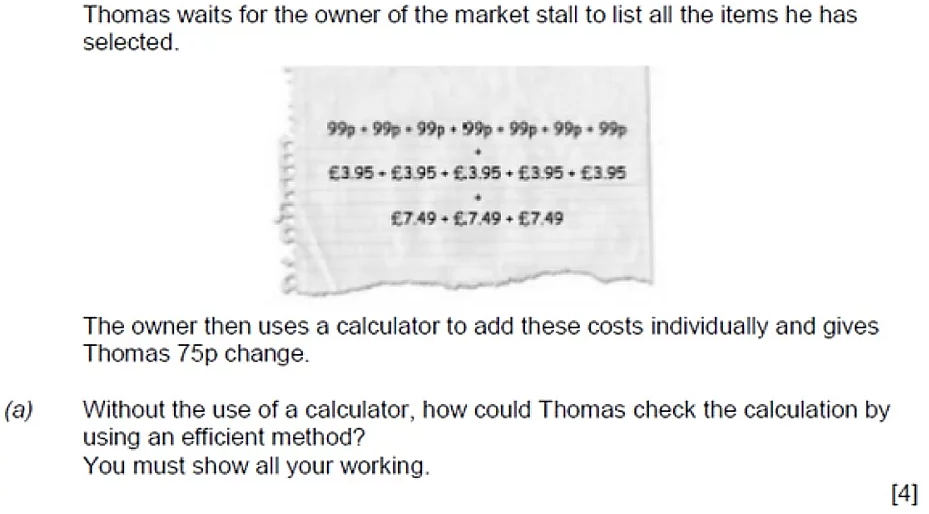 Thomas waits for the owner of the market stall to list all the items he has
selected.
99p + 99p + 99p + 99p + 99p + 99p + 99p
+
£3.95 + £3.95 + £3.95 + £3.95 + £3.95
+
£7.49 + £7.49 + £7.49
The owner then uses a calculator to add these costs individually and gives
Thomas 75p change.
(a) Without the use of a calculator, how could Thomas check the calculation by
using an efficient method?
You must show all your working.
[4]